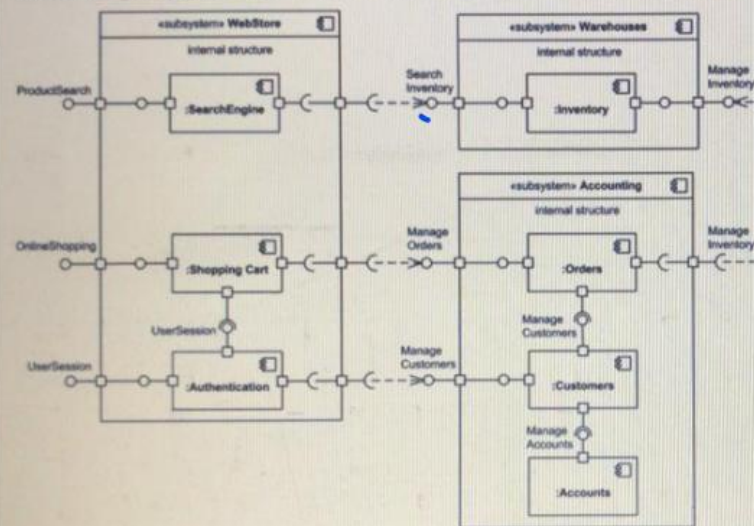 «subsystem» WebStore
internal structure
ProductSearch
:SearchEngine
Search
Inventory
«subsystem» Warehouses
internal structure
:Inventory
Manage
Inventory
OnlineShopping
:Shopping Cart
UserSession
UserSession
:Authentication
Manage
Orders
Manage
Customers
«subsystem» Accounting
internal structure
:Orders
Manage
Inventory
Manage
Customers
:Customers
Manage
Accounts
:Accounts